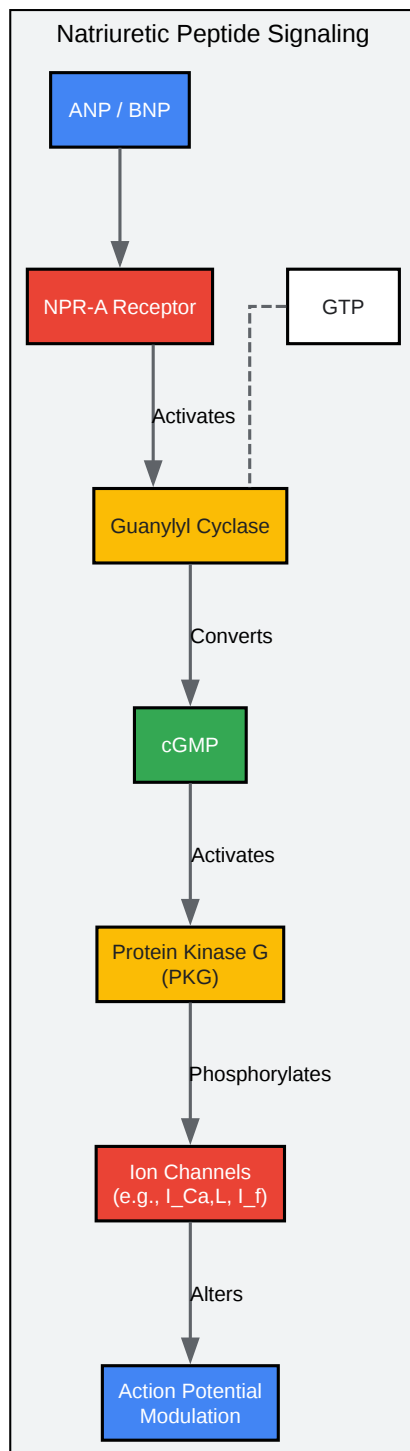 Natriuretic Peptide Signaling
ANP / BNP
NPR-A Receptor
GTP
Activates
Guanylyl Cyclase
Converts
cGMP
Activates
Protein Kinase G
(PKG)
Phosphorylates
Ion Channels
(e.g., I_Ca,L, I_f)
Alters
Action Potential
Modulation